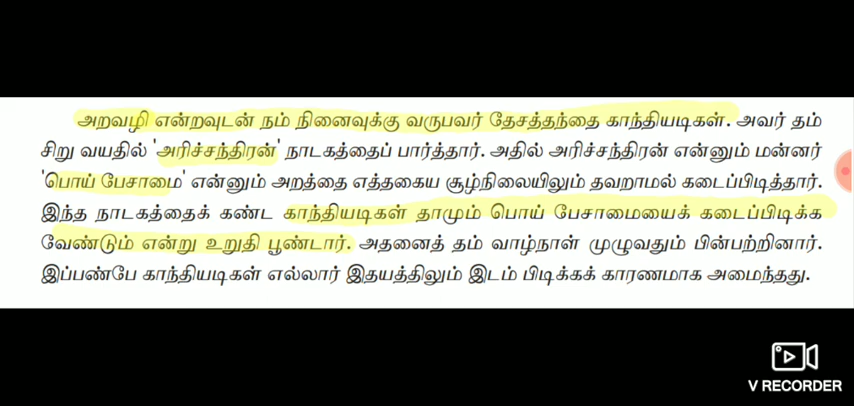 அறவழி என்றவுடன் நம் நினைவுக்கு வருபவர் தேசத்தந்தை காந்தியடிகள். அவர் தம்
சிறு வயதில் 'அரிச்சந்திரன்' நாடகத்தைப் பார்த்தார். அதில் அரிச்சந்திரன் என்னும் மன்னர்
'பொய் பேசாமை' என்னும் அறத்தை எத்தகைய சூழ்நிலையிலும் தவறாமல் கடைப்பிடித்தார்.
இந்த நாடகத்தைக் கண்ட காந்தியடிகள் தாமும் பொய் பேசாமையைக் கடைப்பிடிக்க
வேண்டும் என்று உறுதி பூண்டார். அதனைத் தம் வாழ்நாள் முழுவதும் பின்பற்றினார்.
இப்பண்பே காந்தியடிகள் எல்லார் இதயத்திலும் இடம் பிடிக்கக் காரணமாக அமைந்தது.
V RECORDER